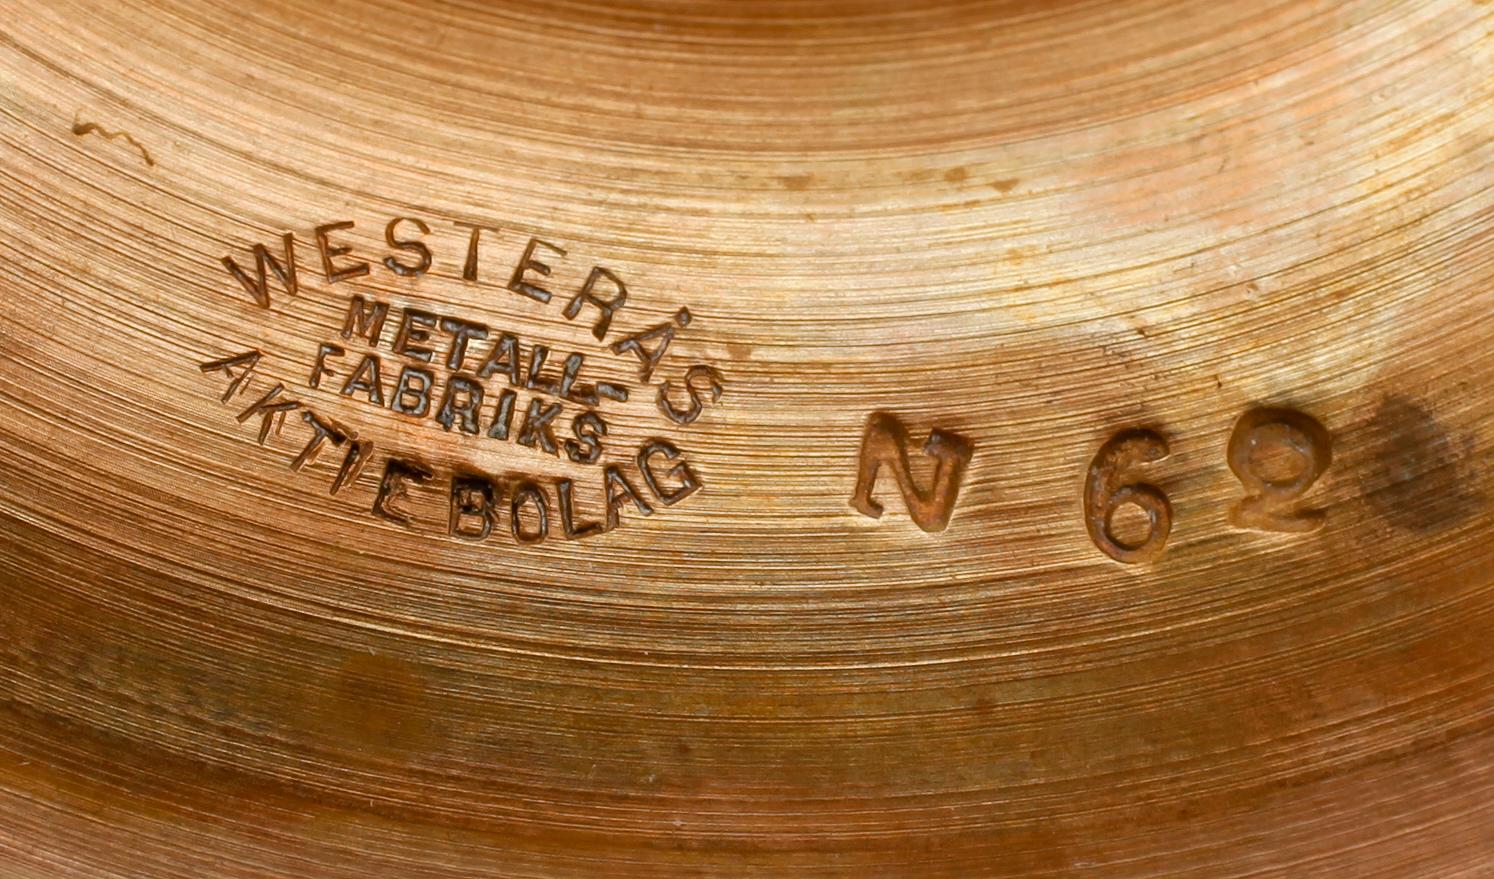 WESTERÅS
METALL-
FABRIKS
AKTIEBOLAG
N 62